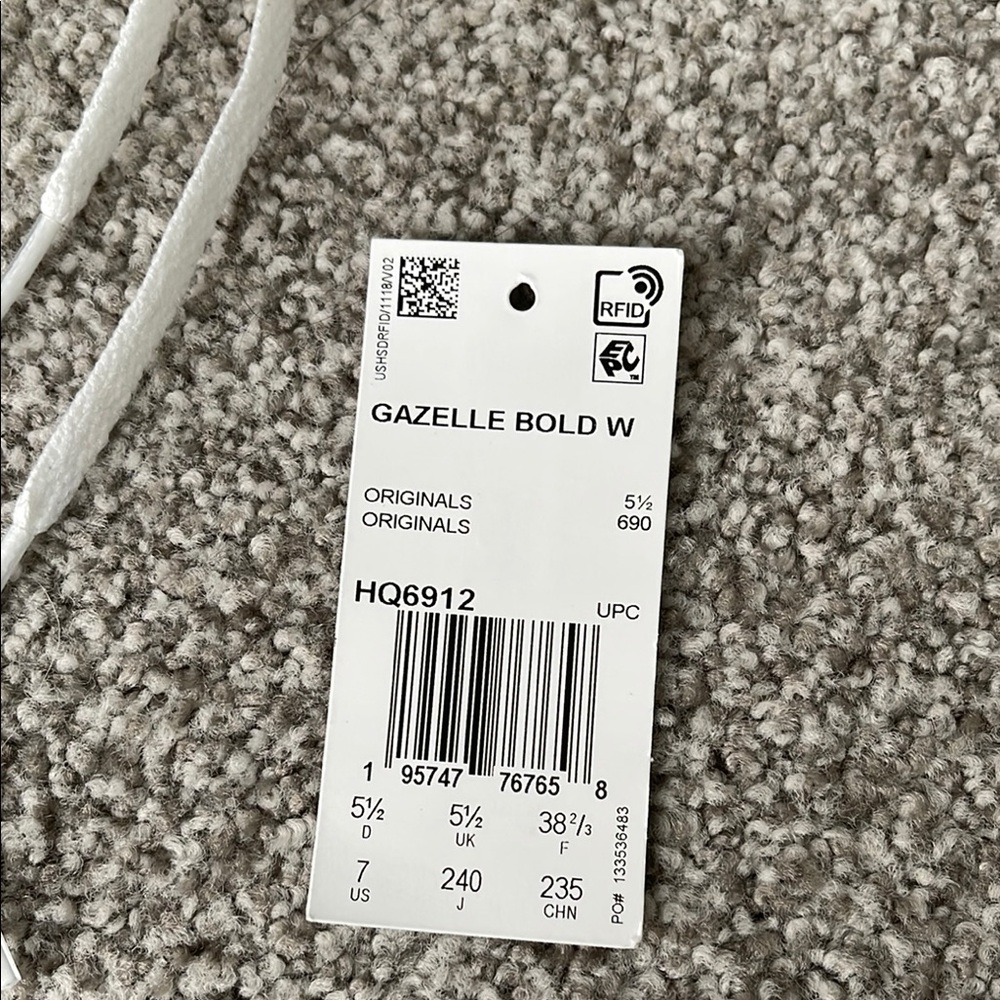 USHSDRFID/1118/V02
RFID
EPC™
GAZELLE BOLD W
ORIGINALS 5½
ORIGINALS 690
HQ6912
UPC
1 95747 76765 8
5½ 5½ 38²/₃
D UK F
7 240 235
US J CHN
PO# 133536483